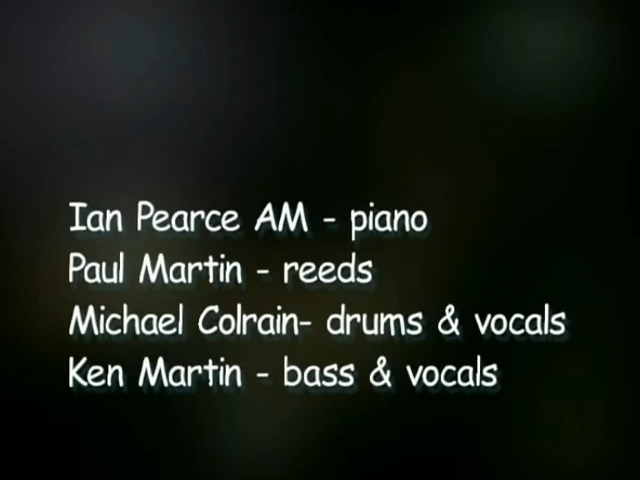 Ian Pearce AM - piano
Paul Martin - reeds
Michael Colrain- drums & vocals
Ken Martin - bass & vocals